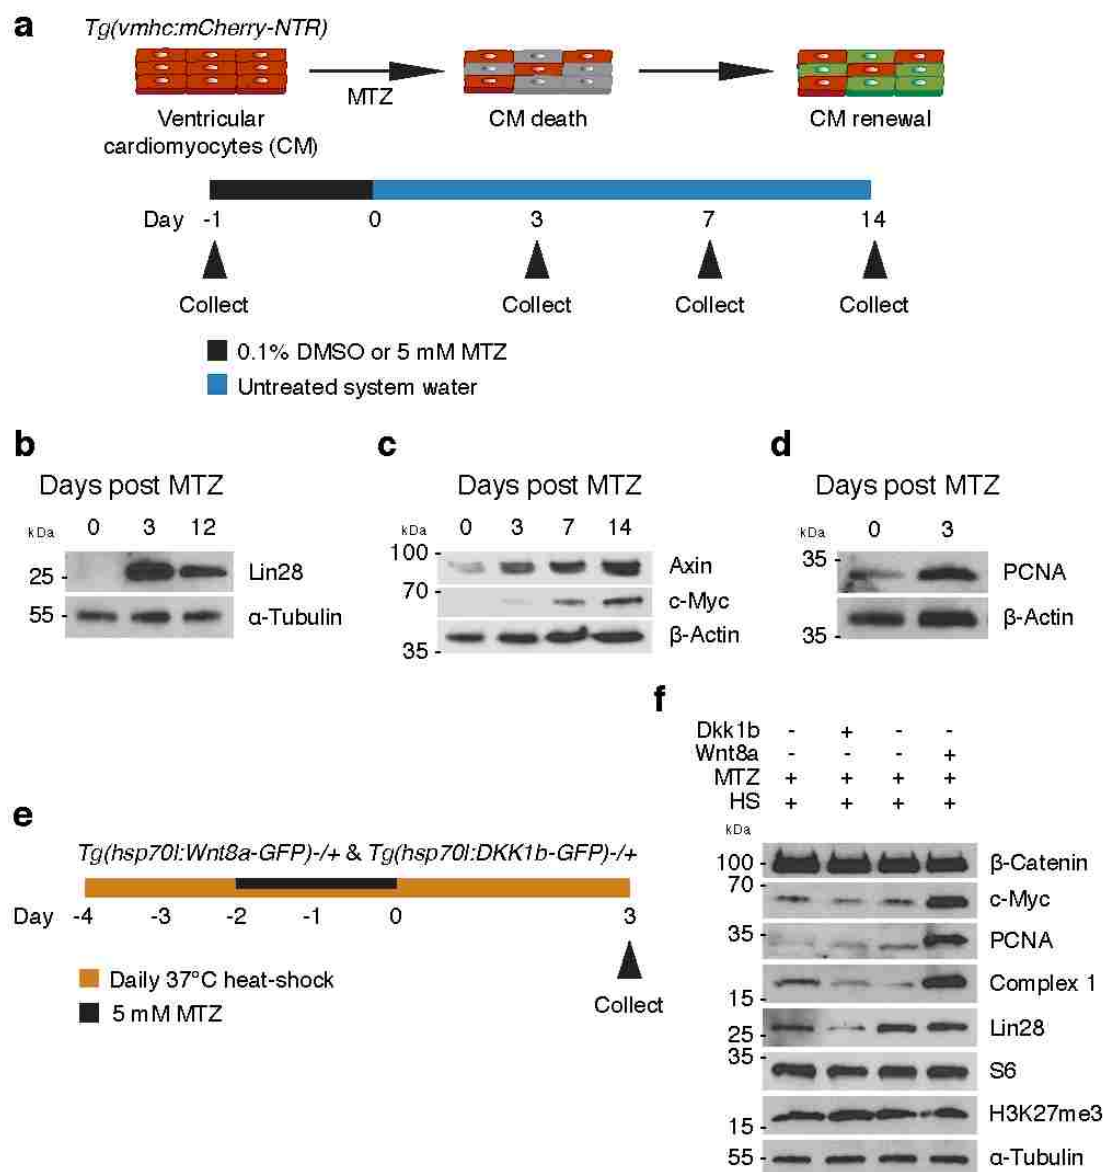 a
Tg(vmhc:mCherry-NTR)
MTZ
Ventricular
cardiomyocytes (CM)
CM death
CM renewal
Day -1 0 3 7 14
Collect Collect Collect Collect
0.1% DMSO or 5 mM MTZ
Untreated system water
b
Days post MTZ
kDa 0 3 12
25 - Lin28
55 - α-Tubulin
c
Days post MTZ
kDa 0 3 7 14
100 - Axin
70 - c-Myc
β-Actin
35 -
d
Days post MTZ
kDa 0 3
35 - PCNA
β-Actin
35 -
e
Tg(hsp70l:Wnt8a-GFP)-/+ & Tg(hsp70l:DKK1b-GFP)-/+
Day -4 -3 -2 -1 0 3
Daily 37°C heat-shock
5 mM MTZ
Collect
f
Dkk1b - + - -
Wnt8a - - - +
MTZ + + + +
HS + + + +
kDa
100 - β-Catenin
70 -
c-Myc
35 - PCNA
Complex 1
15 -
Lin28
25 -
35 -
S6
H3K27me3
15 -
55 - α-Tubulin